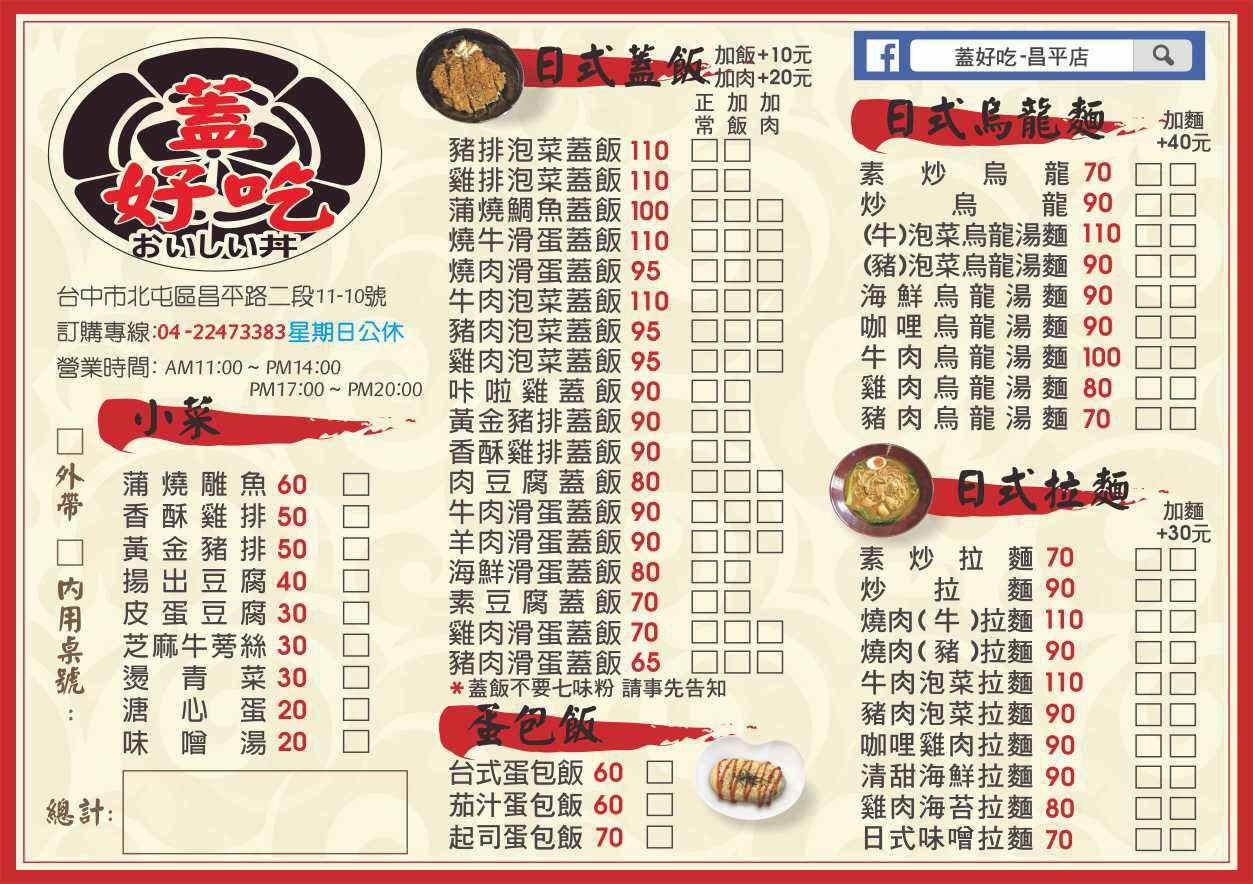 蓋
好吃
おいしい丼
台中市北屯區昌平路二段11-10號
訂購專線:04-22473383星期日公休
營業時間: AM11:00 ~ PM14:00
PM17:00 ~ PM20:00
小菜
外帶
內用桌號:
蒲燒雕魚 60
香酥雞排 50
黃金豬排 50
揚出豆腐 40
皮蛋豆腐 30
芝麻牛蒡絲 30
燙青菜 30
溏心蛋 20
味噌湯 20
總計:
日式蓋飯
加飯+10元
加肉+20元
正常 加飯 加肉
豬排泡菜蓋飯 110
雞排泡菜蓋飯 110
蒲燒鯛魚蓋飯 100
燒牛滑蛋蓋飯 110
燒肉滑蛋蓋飯 95
牛肉泡菜蓋飯 110
豬肉泡菜蓋飯 95
雞肉泡菜蓋飯 95
咔啦雞蓋飯 90
黃金豬排蓋飯 90
香酥雞排蓋飯 90
肉豆腐蓋飯 80
牛肉滑蛋蓋飯 90
羊肉滑蛋蓋飯 90
海鮮滑蛋蓋飯 80
素豆腐蓋飯 70
雞肉滑蛋蓋飯 70
豬肉滑蛋蓋飯 65
*蓋飯不要七味粉 請事先告知
蛋包飯
台式蛋包飯 60
茄汁蛋包飯 60
起司蛋包飯 70
f 蓋好吃-昌平店
日式烏龍麵
加麵
+40元
素炒烏龍 70
炒烏龍 90
(牛)泡菜烏龍湯麵 110
(豬)泡菜烏龍湯麵 90
海鮮烏龍湯麵 90
咖哩烏龍湯麵 90
牛肉烏龍湯麵 100
雞肉烏龍湯麵 80
豬肉烏龍湯麵 70
日式拉麵
加麵
+30元
素炒拉麵 70
炒拉麵 90
燒肉(牛)拉麵 110
燒肉(豬)拉麵 90
牛肉泡菜拉麵 110
豬肉泡菜拉麵 90
咖哩雞肉拉麵 90
清甜海鮮拉麵 90
雞肉海苔拉麵 80
日式味噌拉麵 70